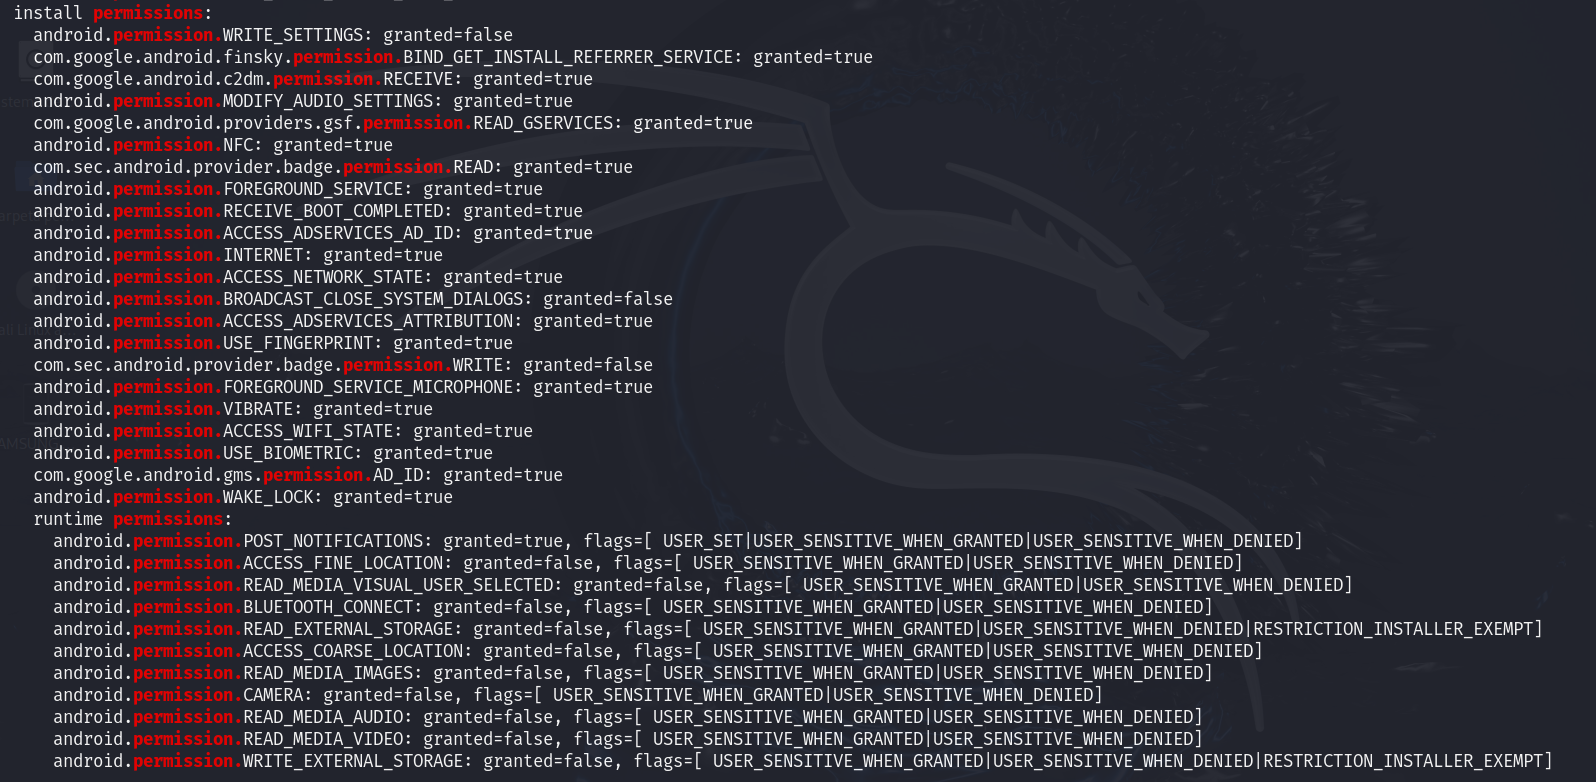 install permissions:
android.permission.WRITE_SETTINGS: granted=false
com.google.android.finsky.permission.BIND_GET_INSTALL_REFERRER_SERVICE: granted=true
com.google.android.c2dm.permission.RECEIVE: granted=true
android.permission.MODIFY_AUDIO_SETTINGS: granted=true
com.google.android.providers.gsf.permission.READ_GSERVICES: granted=true
android.permission.NFC: granted=true
com.sec.android.provider.badge.permission.READ: granted=true
android.permission.FOREGROUND_SERVICE: granted=true
android.permission.RECEIVE_BOOT_COMPLETED: granted=true
android.permission.ACCESS_ADSERVICES_AD_ID: granted=true
android.permission.INTERNET: granted=true
android.permission.ACCESS_NETWORK_STATE: granted=true
android.permission.BROADCAST_CLOSE_SYSTEM_DIALOGS: granted=false
android.permission.ACCESS_ADSERVICES_ATTRIBUTION: granted=true
android.permission.USE_FINGERPRINT: granted=true
com.sec.android.provider.badge.permission.WRITE: granted=false
android.permission.FOREGROUND_SERVICE_MICROPHONE: granted=true
android.permission.VIBRATE: granted=true
android.permission.ACCESS_WIFI_STATE: granted=true
android.permission.USE_BIOMETRIC: granted=true
com.google.android.gms.permission.AD_ID: granted=true
android.permission.WAKE_LOCK: granted=true
runtime permissions:
android.permission.POST_NOTIFICATIONS: granted=true, flags=[ USER_SET|USER_SENSITIVE_WHEN_GRANTED|USER_SENSITIVE_WHEN_DENIED]
android.permission.ACCESS_FINE_LOCATION: granted=false, flags=[ USER_SENSITIVE_WHEN_GRANTED|USER_SENSITIVE_WHEN_DENIED]
android.permission.READ_MEDIA_VISUAL_USER_SELECTED: granted=false, flags=[ USER_SENSITIVE_WHEN_GRANTED|USER_SENSITIVE_WHEN_DENIED]
android.permission.BLUETOOTH_CONNECT: granted=false, flags=[ USER_SENSITIVE_WHEN_GRANTED|USER_SENSITIVE_WHEN_DENIED]
android.permission.READ_EXTERNAL_STORAGE: granted=false, flags=[ USER_SENSITIVE_WHEN_GRANTED|USER_SENSITIVE_WHEN_DENIED|RESTRICTION_INSTALLER_EXEMPT]
android.permission.ACCESS_COARSE_LOCATION: granted=false, flags=[ USER_SENSITIVE_WHEN_GRANTED|USER_SENSITIVE_WHEN_DENIED]
android.permission.READ_MEDIA_IMAGES: granted=false, flags=[ USER_SENSITIVE_WHEN_GRANTED|USER_SENSITIVE_WHEN_DENIED]
android.permission.CAMERA: granted=false, flags=[ USER_SENSITIVE_WHEN_GRANTED|USER_SENSITIVE_WHEN_DENIED]
android.permission.READ_MEDIA_AUDIO: granted=false, flags=[ USER_SENSITIVE_WHEN_GRANTED|USER_SENSITIVE_WHEN_DENIED]
android.permission.READ_MEDIA_VIDEO: granted=false, flags=[ USER_SENSITIVE_WHEN_GRANTED|USER_SENSITIVE_WHEN_DENIED]
android.permission.WRITE_EXTERNAL_STORAGE: granted=false, flags=[ USER_SENSITIVE_WHEN_GRANTED|USER_SENSITIVE_WHEN_DENIED|RESTRICTION_INSTALLER_EXEMPT]